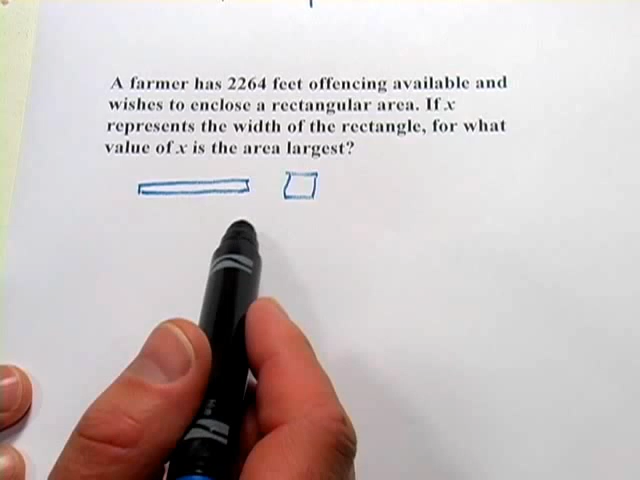 A farmer has 2264 feet offencing available and
wishes to enclose a rectangular area. If x
represents the width of the rectangle, for what
value of x is the area largest?